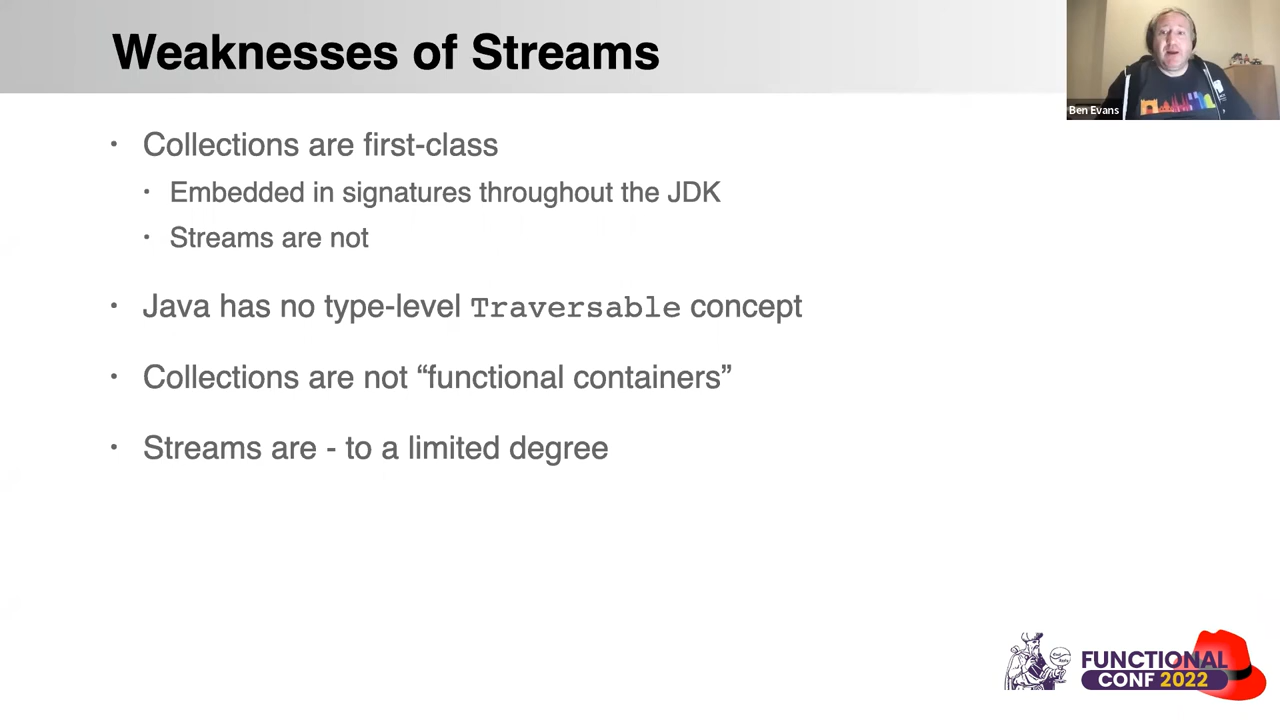 Weaknesses of Streams
Ben Evans
• Collections are first-class
• Embedded in signatures throughout the JDK
• Streams are not
• Java has no type-level Traversable concept
• Collections are not “functional containers”
• Streams are - to a limited degree
FUNCTIONAL
CONF 2022